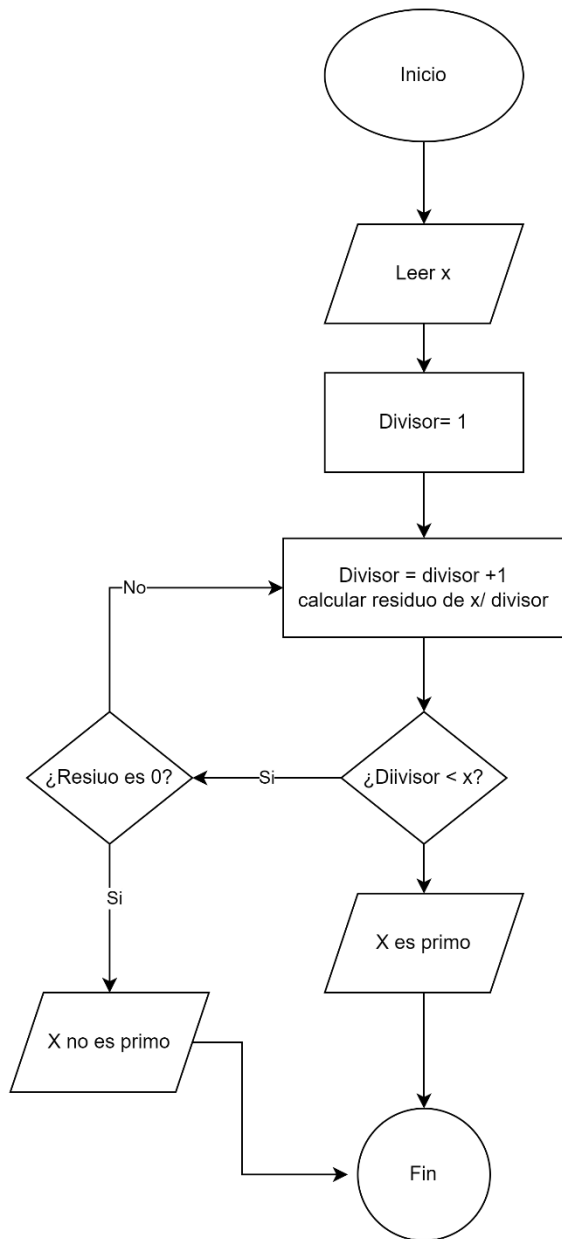 Inicio
Leer x
Divisor= 1
Divisor = divisor +1
calcular residuo de x/ divisor
No
¿Resiuo es 0?
Si
¿Diivisor < x?
Si
X es primo
X no es primo
Fin